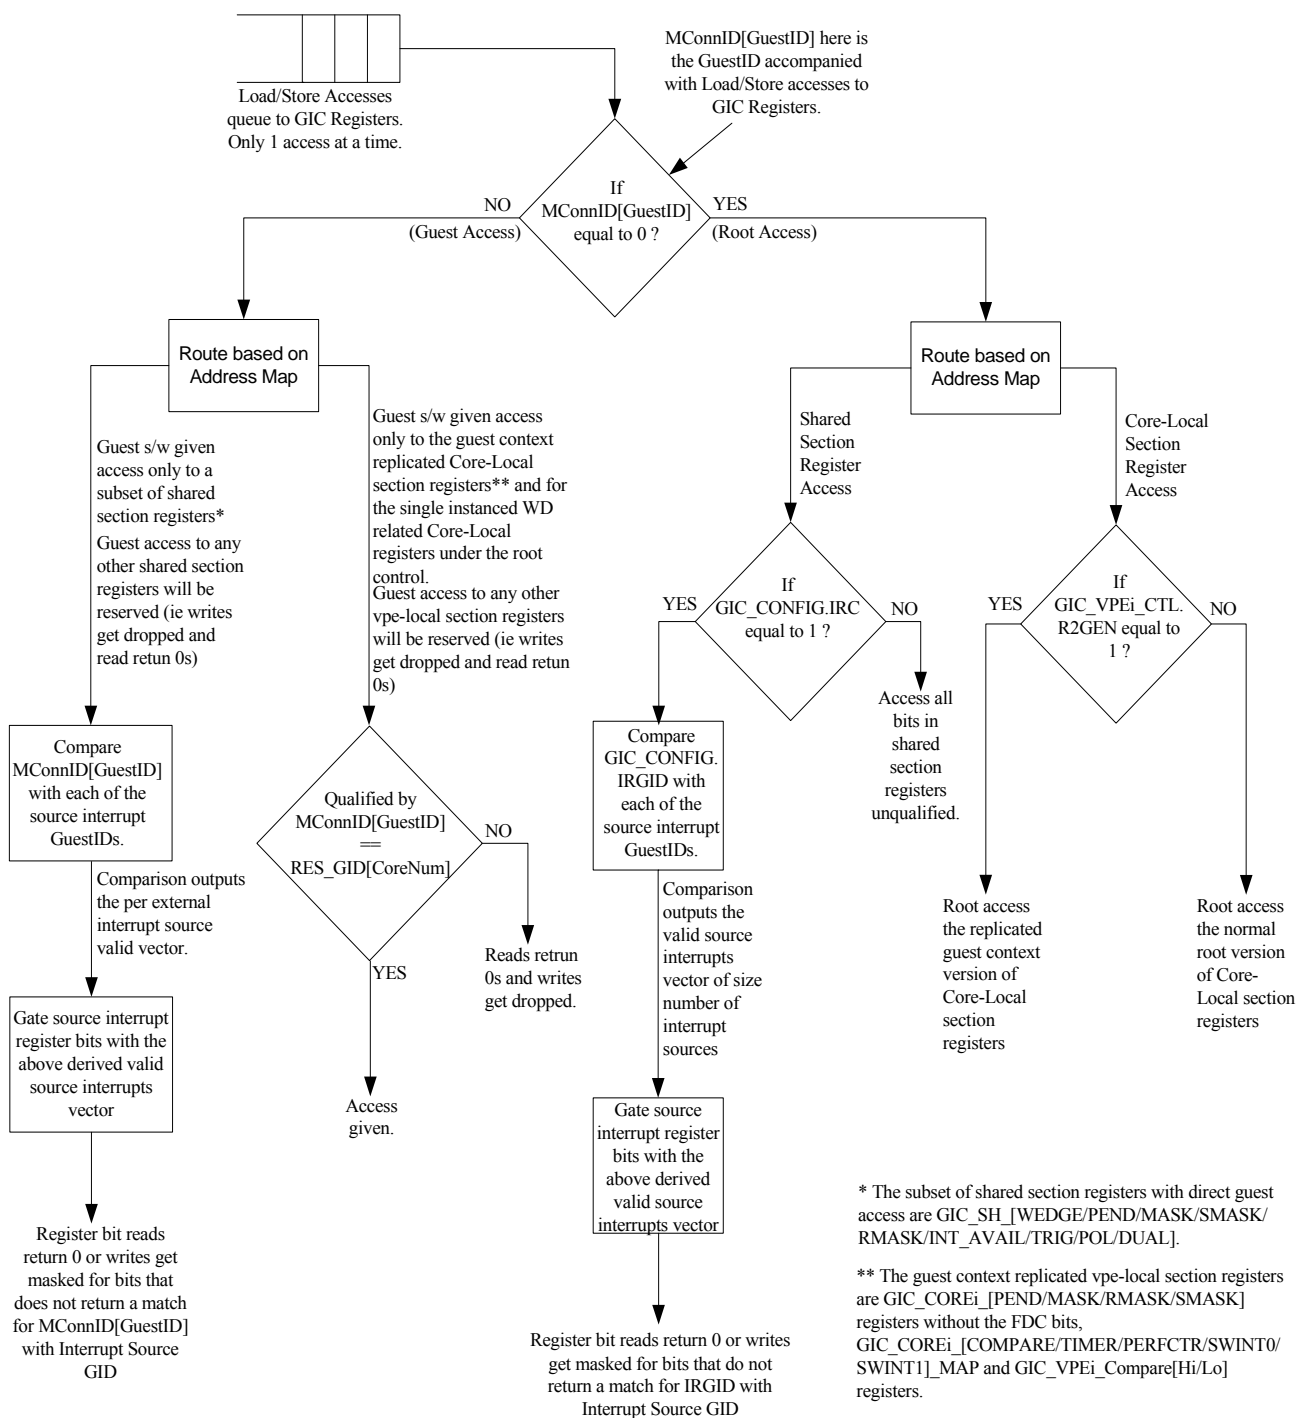 Load/Store Accesses
queue to GIC Registers.
Only 1 access at a time.
MConnID[GuestID] here is
the GuestID accompanied
with Load/Store accesses to
GIC Registers.
If
MConnID[GuestID]
equal to 0 ?
NO
(Guest Access)
YES
(Root Access)
Route based on
Address Map
Route based on
Address Map
Guest s/w given
access only to a
subset of shared
section registers*
Guest access to any
other shared section
registers will be
reserved (ie writes
get dropped and
read retun 0s)
Guest s/w given access
only to the guest context
replicated Core-Local
section registers** and for
the single instanced WD
related Core-Local
registers under the root
control.
Guest access to any other
vpe-local section registers
will be reserved (ie writes
get dropped and read retun
0s)
Shared
Section
Register
Access
Core-Local
Section
Register
Access
If
GIC_CONFIG.IRC
equal to 1 ?
YES
NO
If
GIC_VPEi_CTL.
R2GEN equal to
1 ?
YES
NO
Compare
MConnID[GuestID]
with each of the
source interrupt
GuestIDs.
Qualified by
MConnID[GuestID]
==
RES_GID[CoreNum]
NO
YES
Compare
GIC_CONFIG.
IRGID with
each of the
source interrupt
GuestIDs.
Access all
bits in
shared
section
registers
unqualified.
Comparison outputs
the per external
interrupt source
valid vector.
Reads retrun
0s and writes
get dropped.
Comparison
outputs the
valid source
interrupts
vector of size
number of
interrupt
sources
Root access
the replicated
guest context
version of
Core-Local
section
registers
Root access
the normal
root version
of Core-
Local section
registers
Gate source interrupt
register bits with the
above derived valid
source interrupts
vector
Access
given.
Gate source
interrupt register
bits with the
above derived
valid source
interrupts vector
Register bit reads
return 0 or writes get
masked for bits that
does not return a match
for MConnID[GuestID]
with Interrupt Source
GID
Register bit reads return 0 or writes
get masked for bits that do not
return a match for IRGID with
Interrupt Source GID
* The subset of shared section registers with direct guest
access are GIC_SH_[WEDGE/PEND/MASK/SMASK/
RMASK/INT_AVAIL/TRIG/POL/DUAL].
** The guest context replicated vpe-local section registers
are GIC_COREi_[PEND/MASK/RMASK/SMASK]
registers without the FDC bits,
GIC_COREi_[COMPARE/TIMER/PERFCTR/SWINT0/
SWINT1]_MAP and GIC_VPEi_Compare[Hi/Lo]
registers.